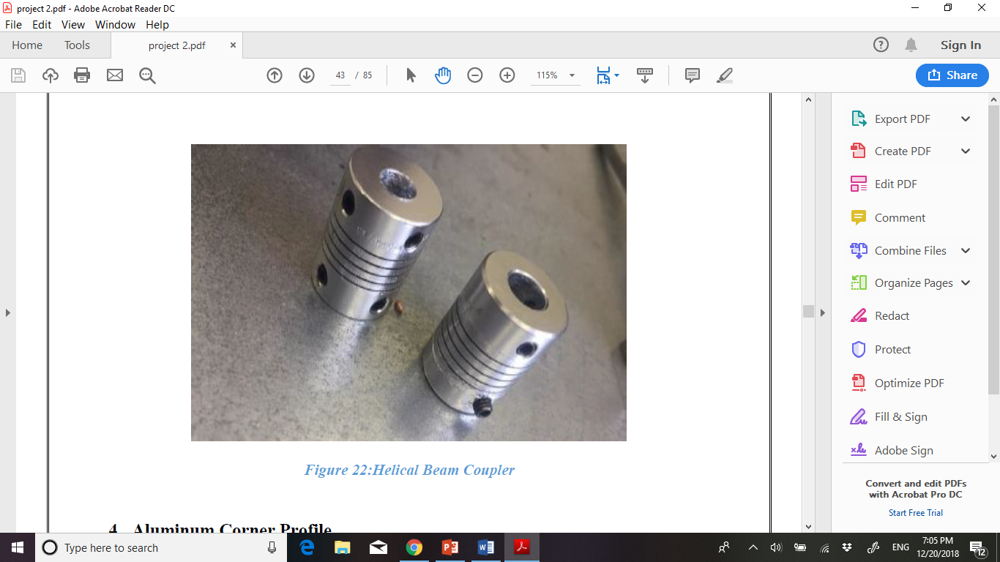 project 2.pdf - Adobe Acrobat Reader DC
File Edit View Window Help
Home Tools project 2.pdf × Sign In
43 / 85 115% Share
Export PDF
Create PDF
Edit PDF
Comment
Combine Files
Organize Pages
Redact
Protect
Optimize PDF
Fill & Sign
Adobe Sign
Convert and edit PDFs
with Acrobat Pro DC
Start Free Trial
Figure 22:Helical Beam Coupler
4. Aluminum Corner Profile
Type here to search ENG 7:05 PM
12/20/2018 12